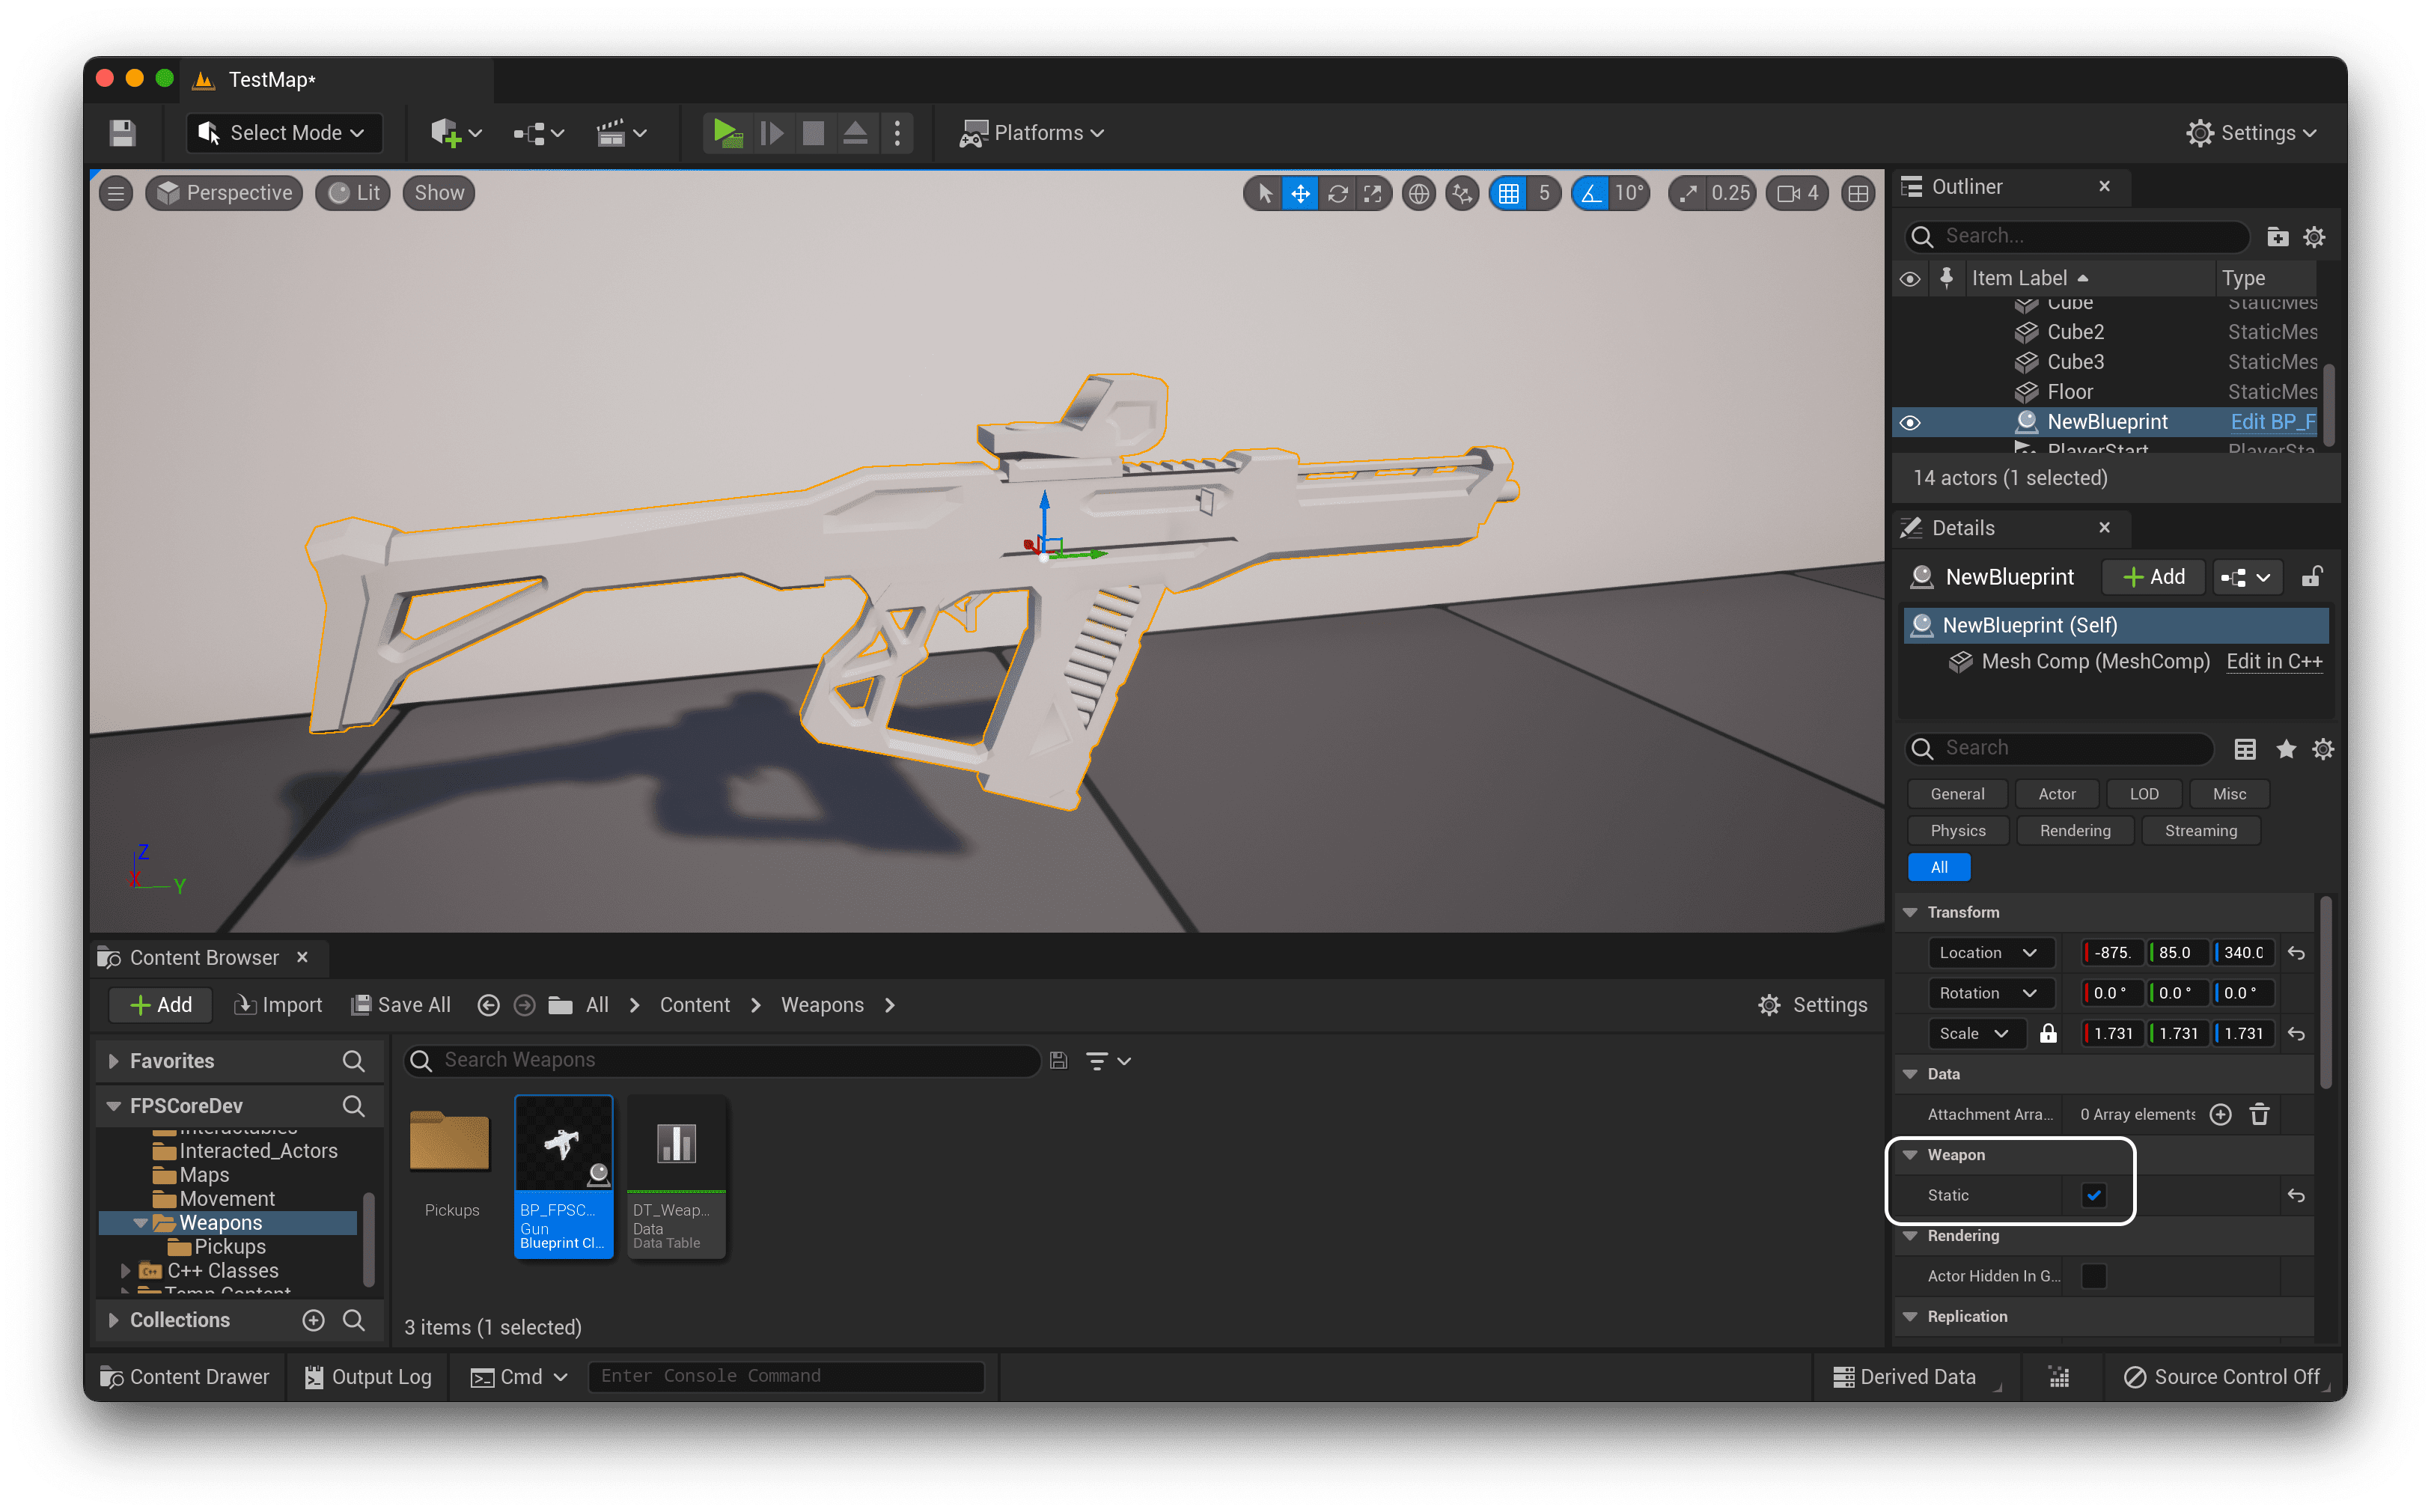 TestMap*
Select Mode
Platforms
Settings
Perspective
Lit
Show
5
10°
0.25
4
Outliner
Search...
Item Label
Type
Cube
StaticMes
Cube2
StaticMes
Cube3
StaticMes
Floor
StaticMes
NewBlueprint
Edit BP_F
PlayerStart
PlayerSta
14 actors (1 selected)
Details
NewBlueprint
Add
NewBlueprint (Self)
Mesh Comp (MeshComp)
Edit in C++
Search
General
Actor
LOD
Misc
Physics
Rendering
Streaming
All
Transform
Location
-875.
85.0
340.0
Rotation
0.0 °
0.0 °
0.0 °
Scale
1.731
1.731
1.731
Data
Attachment Arra...
0 Array elements
Weapon
Static
Rendering
Actor Hidden In G...
Replication
Z
X
Y
Content Browser
Add
Import
Save All
All
Content
Weapons
Settings
Favorites
FPSCoreDev
Interactables
Interacted_Actors
Maps
Movement
Weapons
Pickups
C++ Classes
Temp Content
Collections
Search Weapons
Pickups
BP_FPSC...
Gun
Blueprint Cl...
DT_Weap...
Data
Data Table
3 items (1 selected)
Content Drawer
Output Log
Cmd
Enter Console Command
Derived Data
Source Control Off